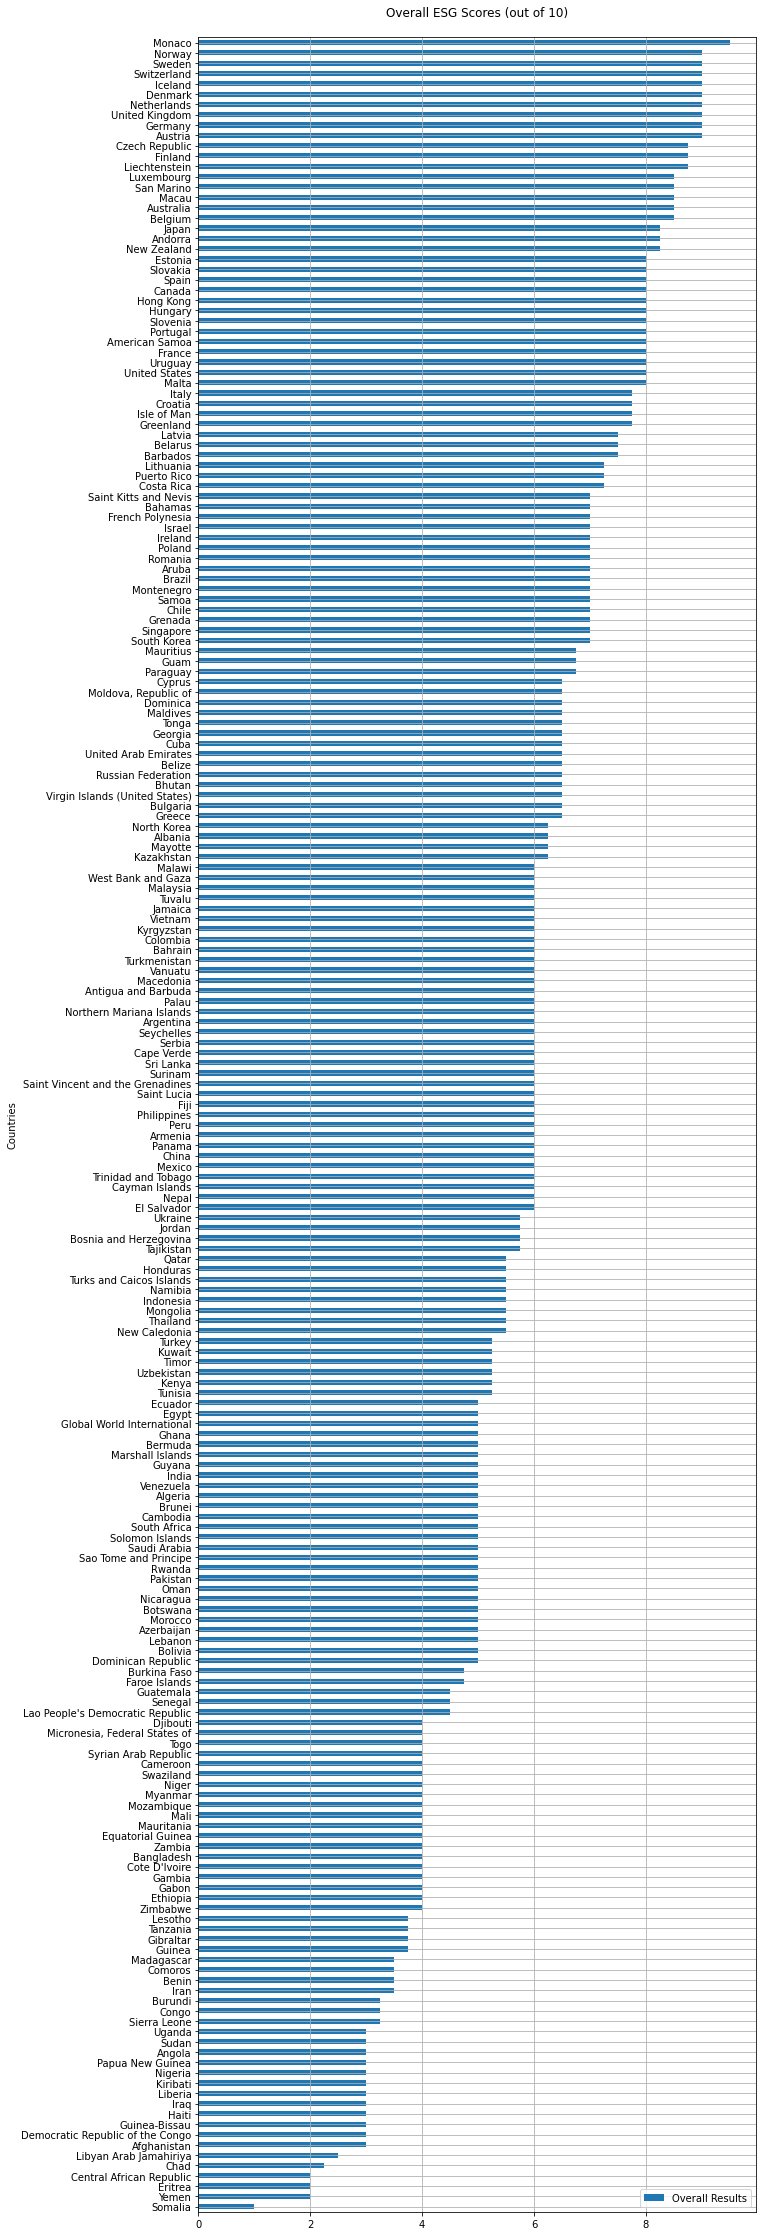 Overall ESG Scores (out of 10)
Monaco
Norway
Sweden
Switzerland
Iceland
Denmark
Netherlands
United Kingdom
Germany
Austria
Czech Republic
Finland
Liechtenstein
Luxembourg
San Marino
Macau
Australia
Belgium
Japan
Andorra
New Zealand
Estonia
Slovakia
Spain
Canada
Hong Kong
Hungary
Slovenia
Portugal
American Samoa
France
Uruguay
United States
Malta
Italy
Croatia
Isle of Man
Greenland
Latvia
Belarus
Barbados
Lithuania
Puerto Rico
Costa Rica
Saint Kitts and Nevis
Bahamas
French Polynesia
Israel
Ireland
Poland
Romania
Aruba
Brazil
Montenegro
Samoa
Chile
Grenada
Singapore
South Korea
Mauritius
Guam
Paraguay
Cyprus
Moldova, Republic of
Dominica
Maldives
Tonga
Georgia
Cuba
United Arab Emirates
Belize
Russian Federation
Bhutan
Virgin Islands (United States)
Bulgaria
Greece
North Korea
Albania
Mayotte
Kazakhstan
Malawi
West Bank and Gaza
Malaysia
Tuvalu
Jamaica
Vietnam
Kyrgyzstan
Colombia
Bahrain
Turkmenistan
Vanuatu
Macedonia
Antigua and Barbuda
Palau
Northern Mariana Islands
Argentina
Seychelles
Serbia
Cape Verde
Sri Lanka
Surinam
Saint Vincent and the Grenadines
Saint Lucia
Fiji
Philippines
Peru
Armenia
Panama
China
Mexico
Trinidad and Tobago
Cayman Islands
Nepal
El Salvador
Ukraine
Jordan
Bosnia and Herzegovina
Tajikistan
Qatar
Honduras
Turks and Caicos Islands
Namibia
Indonesia
Mongolia
Thailand
New Caledonia
Turkey
Kuwait
Timor
Uzbekistan
Kenya
Tunisia
Ecuador
Egypt
Global World International
Ghana
Bermuda
Marshall Islands
Guyana
India
Venezuela
Algeria
Brunei
Cambodia
South Africa
Solomon Islands
Saudi Arabia
Sao Tome and Principe
Rwanda
Pakistan
Oman
Nicaragua
Botswana
Morocco
Azerbaijan
Lebanon
Bolivia
Dominican Republic
Burkina Faso
Faroe Islands
Guatemala
Senegal
Lao People's Democratic Republic
Djibouti
Micronesia, Federal States of
Togo
Syrian Arab Republic
Cameroon
Swaziland
Niger
Myanmar
Mozambique
Mali
Mauritania
Equatorial Guinea
Zambia
Bangladesh
Cote D'Ivoire
Gambia
Gabon
Ethiopia
Zimbabwe
Lesotho
Tanzania
Gibraltar
Guinea
Madagascar
Comoros
Benin
Iran
Burundi
Congo
Sierra Leone
Uganda
Sudan
Angola
Papua New Guinea
Nigeria
Kiribati
Liberia
Iraq
Haiti
Guinea-Bissau
Democratic Republic of the Congo
Afghanistan
Libyan Arab Jamahiriya
Chad
Central African Republic
Eritrea
Yemen
Somalia
Countries
Overall Results
0 2 4 6 8